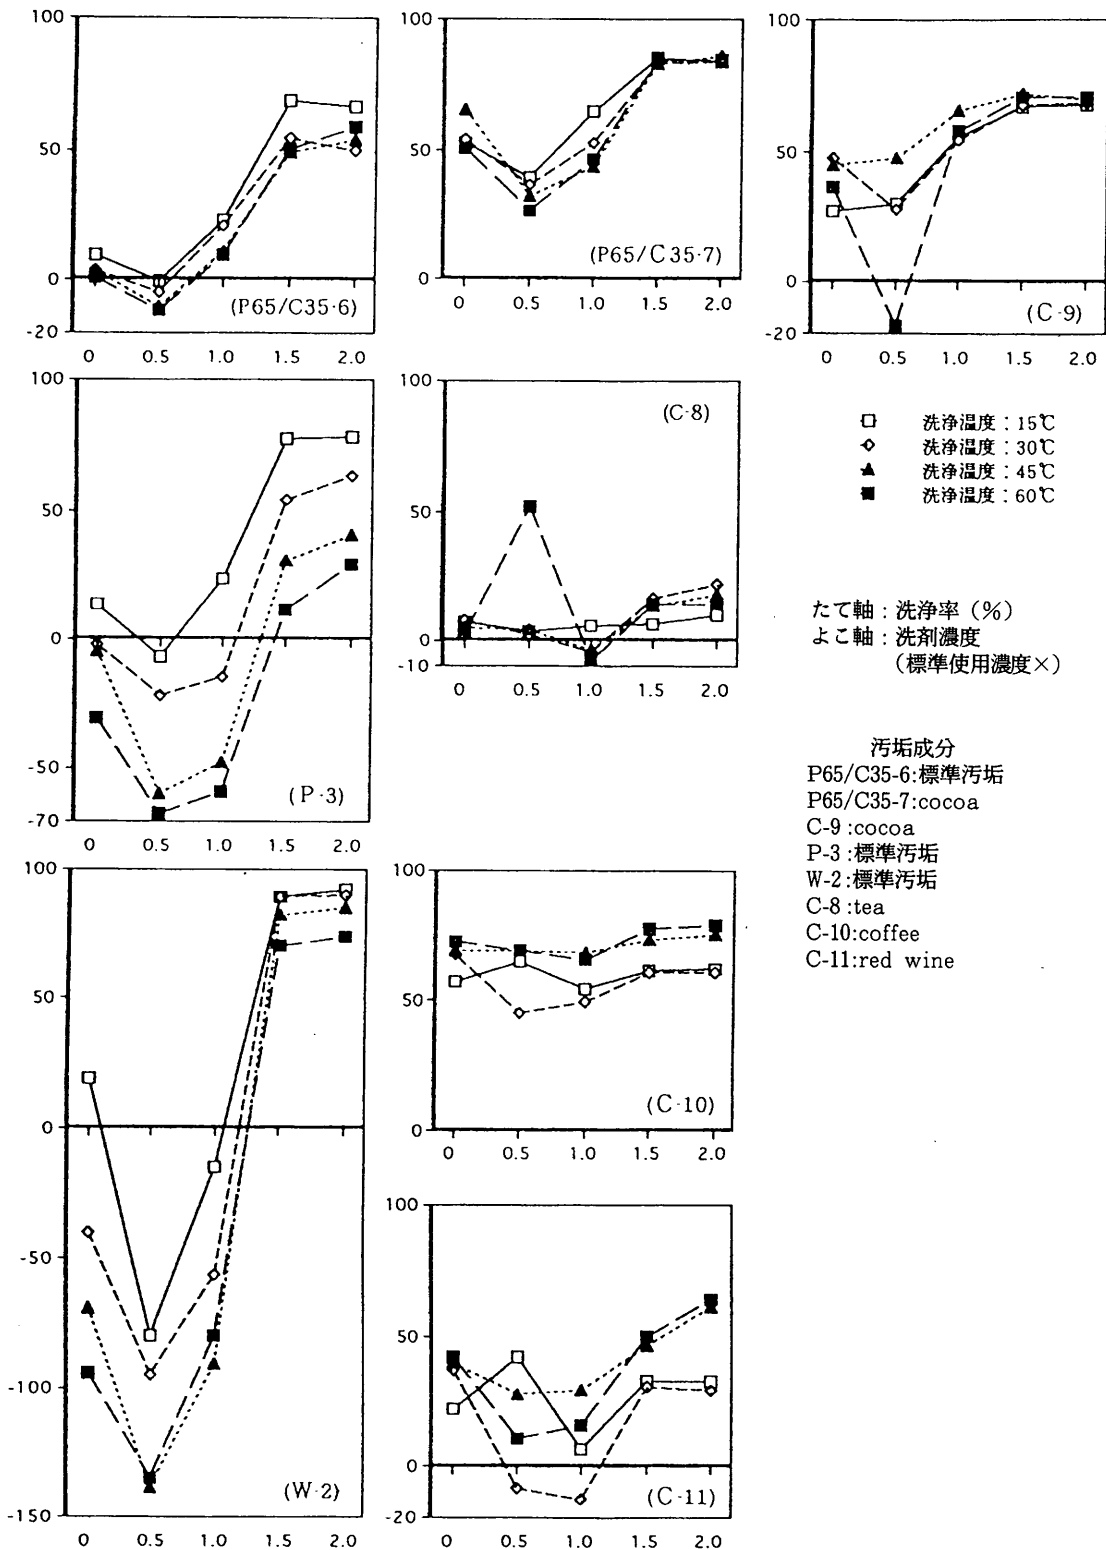 100
50
0
-20
(P65/C35·6)
0 0.5 1.0 1.5 2.0
100
50
0
(P65/C35·7)
0 0.5 1.0 1.5 2.0
100
50
0
-20
(C·9)
0 0.5 1.0 1.5 2.0
100
50
0
-50
-70
(P·3)
0 0.5 1.0 1.5 2.0
100
50
0
-10
(C·8)
0 0.5 1.0 1.5 2.0
洗浄温度：15℃
洗浄温度：30℃
洗浄温度：45℃
洗浄温度：60℃
たて軸：洗浄率（%）
よこ軸：洗剤濃度
（標準使用濃度×）
汚垢成分
P65/C35-6:標準汚垢
P65/C35-7:cocoa
C-9:cocoa
P-3:標準汚垢
W-2:標準汚垢
C-8:tea
C-10:coffee
C-11:red wine
100
50
0
-50
-100
-150
(W·2)
0 0.5 1.0 1.5 2.0
100
50
0
(C·10)
0 0.5 1.0 1.5 2.0
100
50
0
-20
(C·11)
0 0.5 1.0 1.5 2.0